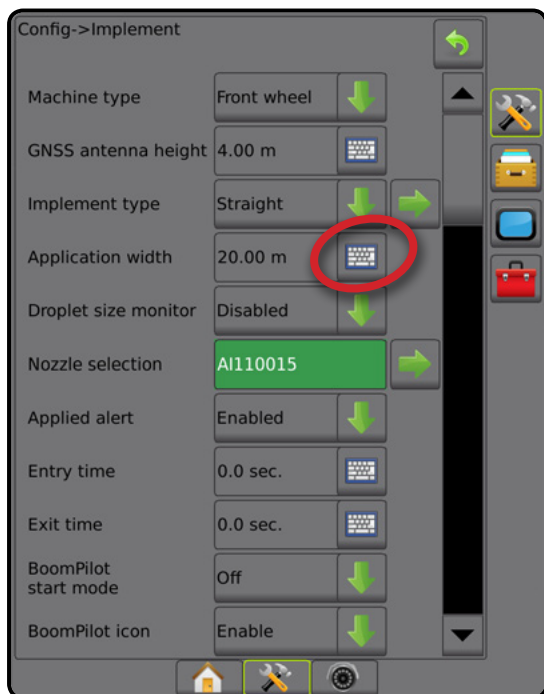 Config->Implement
Machine type Front wheel
GNSS antenna height 4.00 m
Implement type Straight
Application width 20.00 m
Droplet size monitor Disabled
Nozzle selection AI110015
Applied alert Enabled
Entry time 0.0 sec.
Exit time 0.0 sec.
BoomPilot
start mode Off
BoomPilot icon Enable